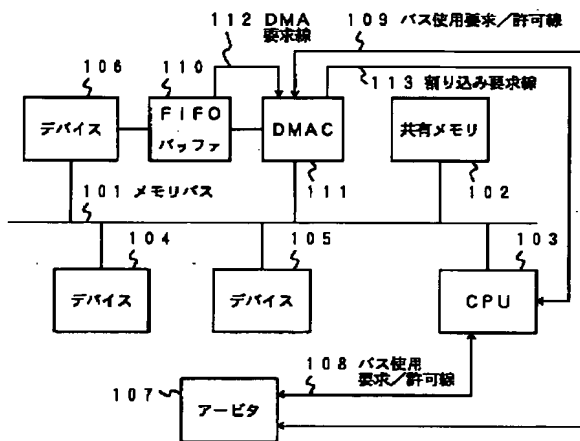 112 DMA
要求線
109 バス使用要求/許可線
106
110
113 割り込み要求線
デバイス
FIFO
バッファ
DMAC
共有メモリ
101 メモリバス
111
102
104
105
103
デバイス
デバイス
CPU
108 バス使用
要求/許可線
107
アービタ